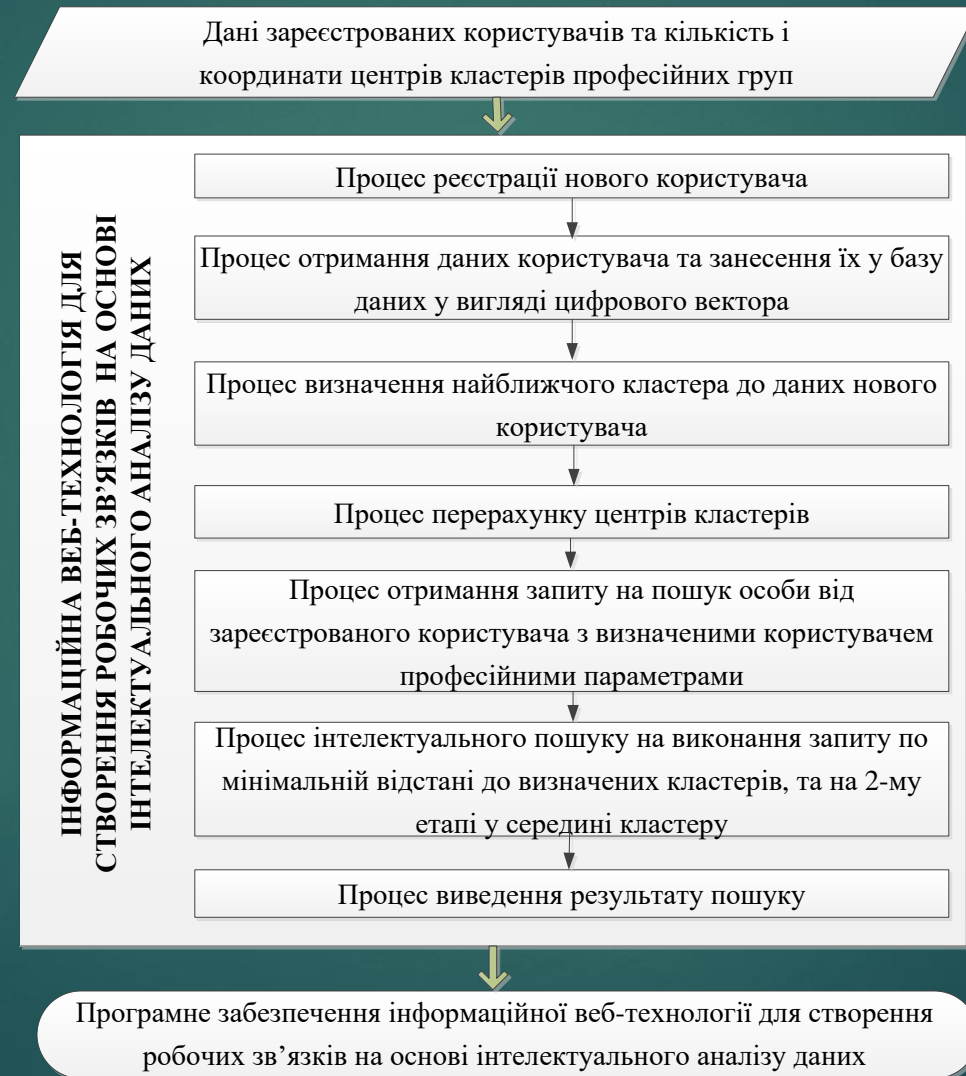 Дані зареєстрованих користувачів та кількість і
координати центрів кластерів професійних груп
ІНФОРМАЦІЙНА ВЕБ-ТЕХНОЛОГІЯ ДЛЯ
СТВОРЕННЯ РОБОЧИХ ЗВ’ЯЗКІВ НА ОСНОВІ
ІНТЕЛЕКТУАЛЬНОГО АНАЛІЗУ ДАНИХ
Процес реєстрації нового користувача
Процес отримання даних користувача та занесення їх у базу
даних у вигляді цифрового вектора
Процес визначення найближчого кластера до даних нового
користувача
Процес перерахунку центрів кластерів
Процес отримання запиту на пошук особи від
зареєстрованого користувача з визначеними користувачем
професійними параметрами
Процес інтелектуального пошуку на виконання запиту по
мінімальній відстані до визначених кластерів, та на 2-му
етапі у середині кластеру
Процес виведення результату пошуку
Програмне забезпечення інформаційної веб-технології для створення
робочих зв’язків на основі інтелектуального аналізу даних